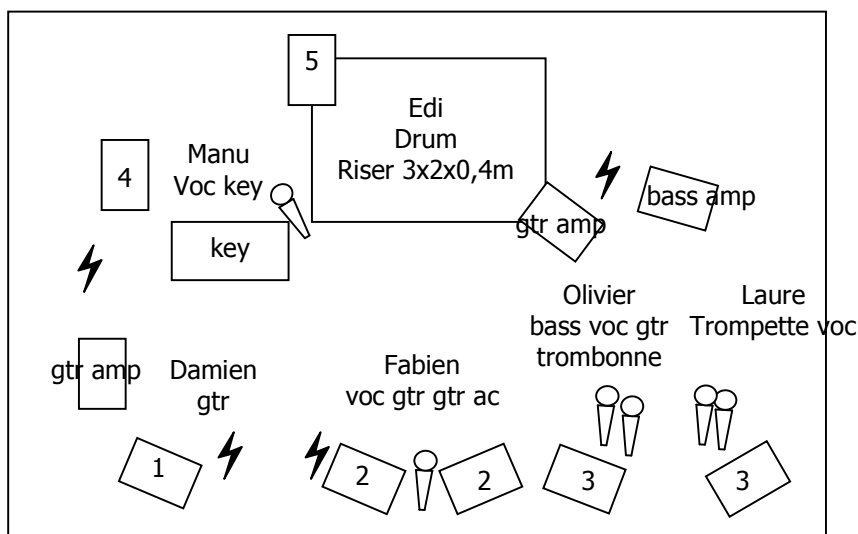 5
Edi
Drum
Riser 3x2x0,4m
4
Manu
Voc key
key
gtr amp
bass amp
Olivier
bass voc gtr
trombonne
Laure
Trompette voc
gtr amp
Damien
gtr
Fabien
voc gtr gtr ac
1
2
2
3
3